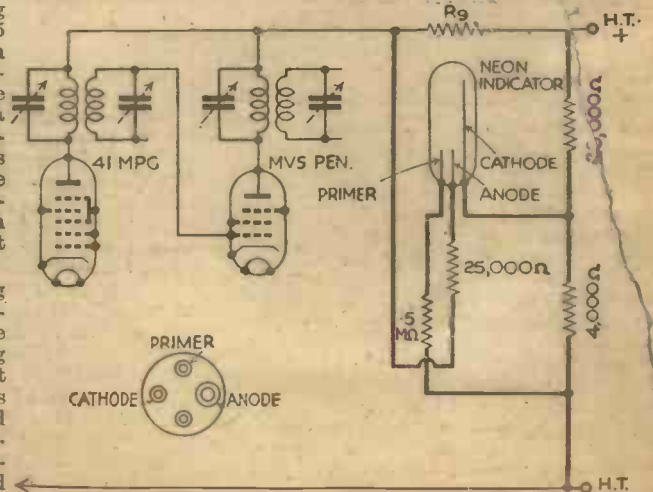 R9
H.T.
+
NEON
INDICATOR
41 MPG
MVS PEN.
CATHODE
PRIMER
ANODE
25,000Ω
·5
MΩ
4,000Ω
PRIMER
CATHODE
ANODE
H.T.